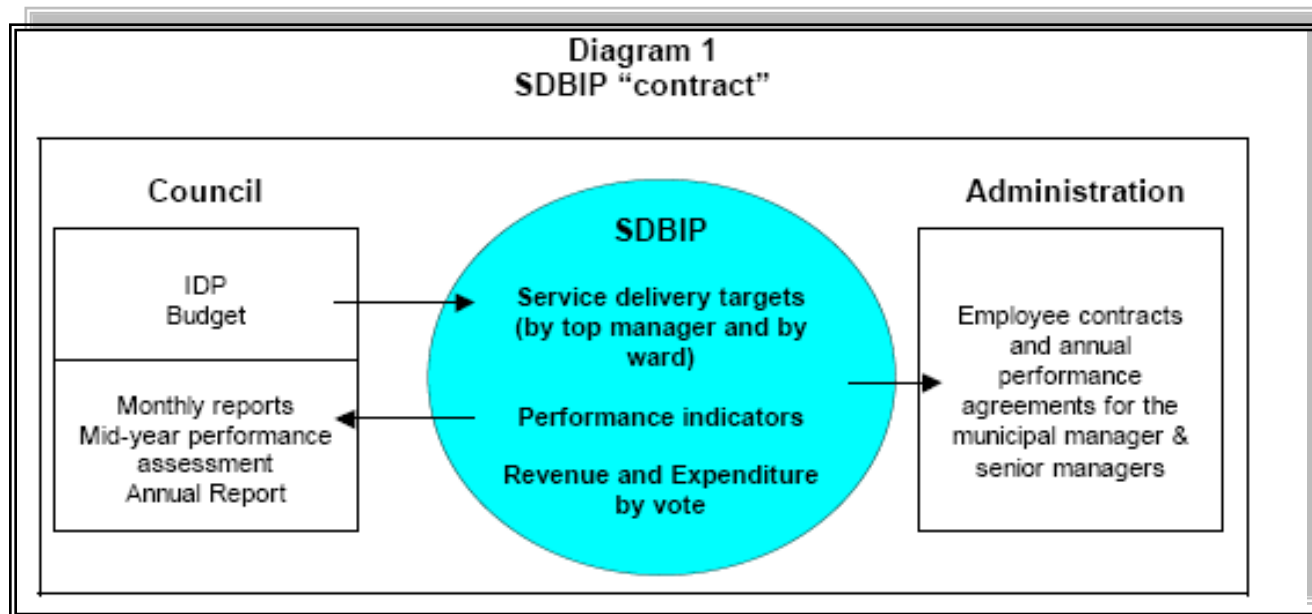 Diagram 1
SDBIP “contract”
Council
IDP
Budget
Monthly reports
Mid-year performance
assessment
Annual Report
SDBIP
Service delivery targets
(by top manager and by
ward)
Performance indicators
Revenue and Expenditure
by vote
Administration
Employee contracts
and annual
performance
agreements for the
municipal manager &
senior managers